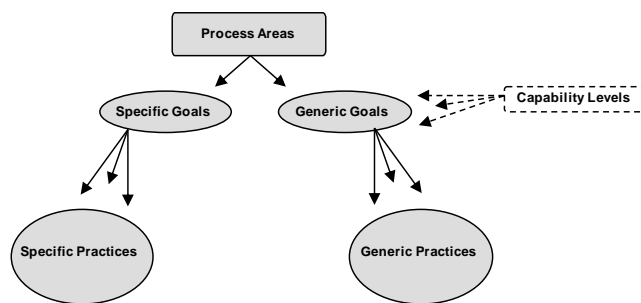 Process Areas
Specific Goals
Generic Goals
Capability Levels
Specific Practices
Generic Practices